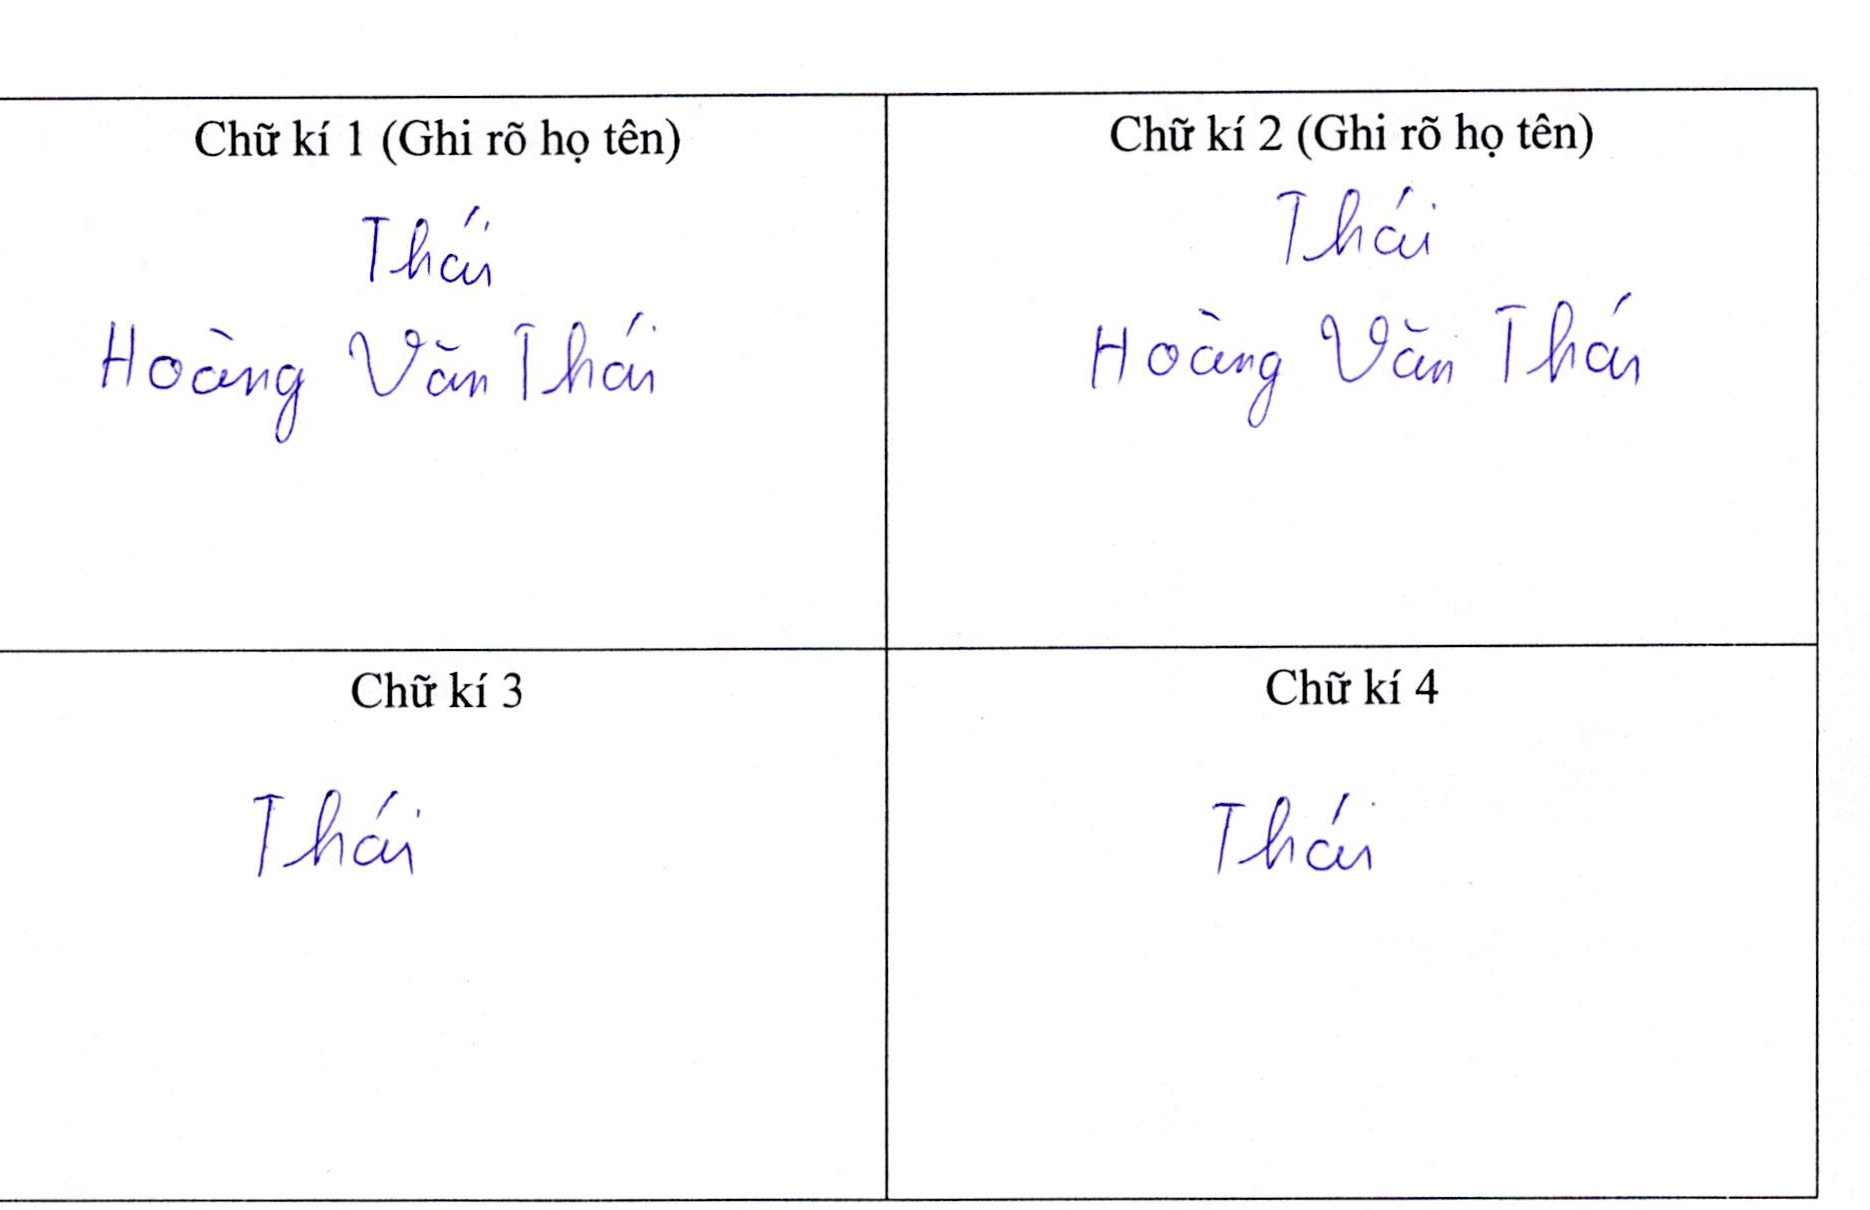 Chữ kí 1 (Ghi rõ họ tên)
Thái
Hoàng Văn Thái
Chữ kí 2 (Ghi rõ họ tên)
Thái
Hoàng Văn Thái
Chữ kí 3
Thái
Chữ kí 4
Thái